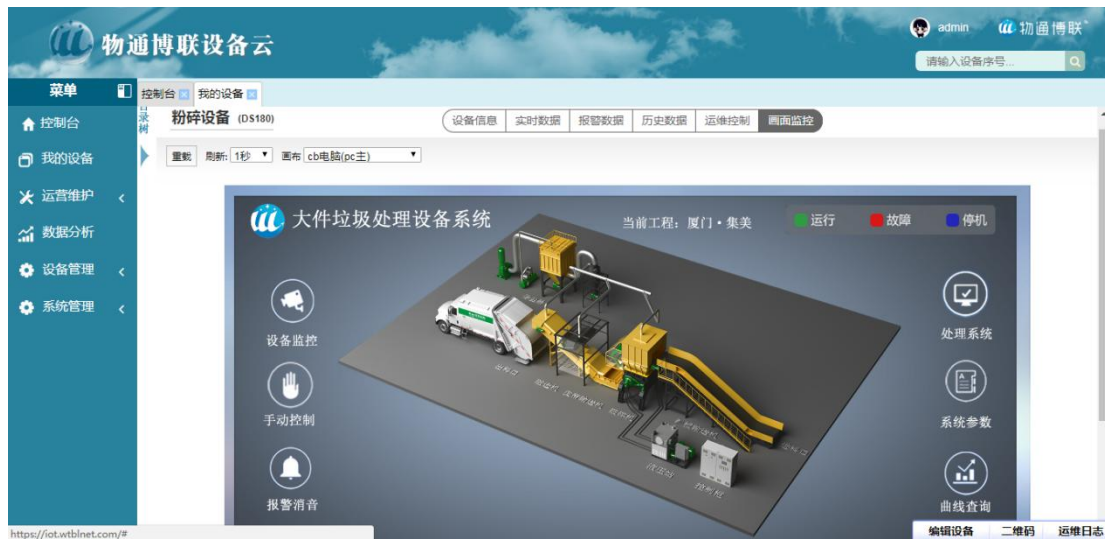 物通博联设备云
admin
物通博联
请输入设备序号...
菜单
控制台
我的设备
控制台
我的设备
运营维护
数据分析
设备管理
系统管理
录树
粉碎设备 (DS180)
设备信息 实时数据 报警数据 历史数据 运维控制 画面监控
重载 刷新: 1秒 画布 cb电脑(pc主)
大件垃圾处理设备系统
当前工程：厦门·集美
运行 故障 停机
设备监控
手动控制
报警消音
处理系统
系统参数
曲线查询
液压站
控制柜
https://iot.wtblnet.com/#
编辑设备 二维码 运维日志